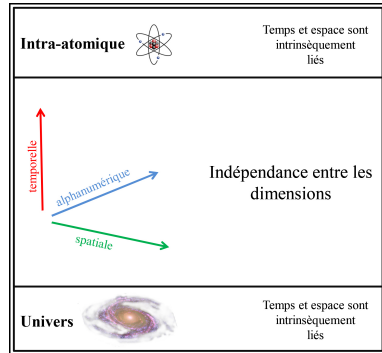 Intra-atomique
Temps et espace sont
intrinsèquement
liés
temporelle
alphanumérique
spatiale
Indépendance entre les
dimensions
Univers
Temps et espace sont
intrinsèquement
liés